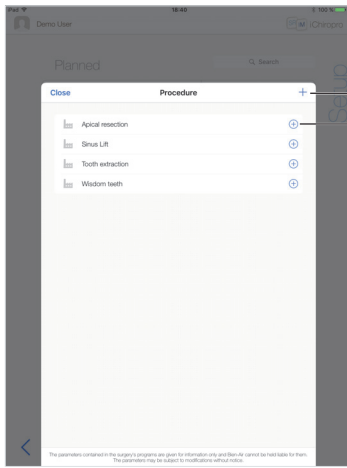 iPad 18:40 100 %
Demo User iChiropro
Planned Search
Close Procedure +
Apical resection
Sinus Lift
Tooth extraction
Wisdom teeth
The parameters contained in the surgery's programs are given for information only and Bien-Air cannot be held liable for them.
The parameters may be subject to modifications without notice.